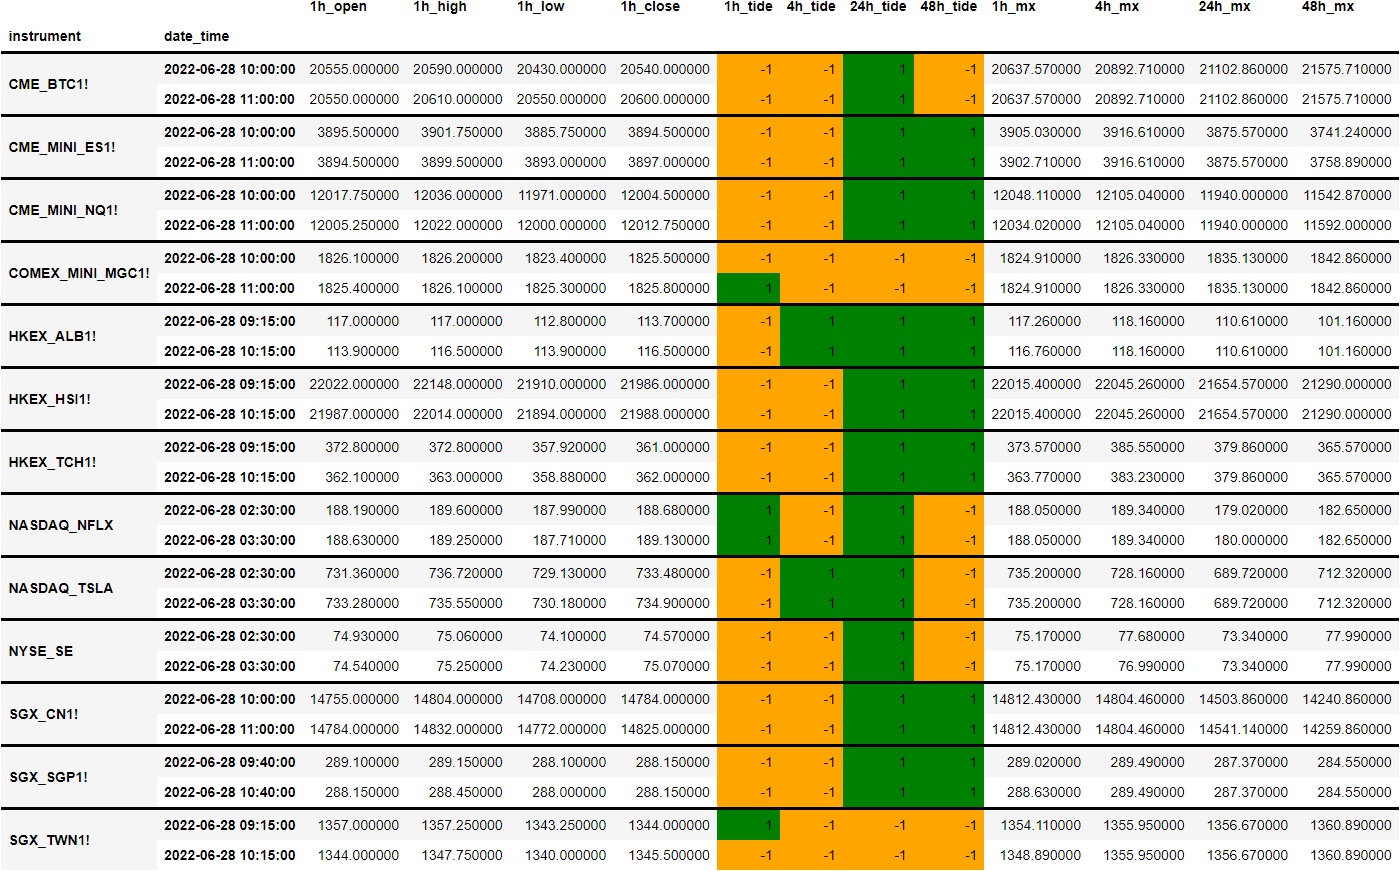 1h_open 1h_high 1h_low 1h_close 1h_tide 4h_tide 24h_tide 48h_tide 1h_mx 4h_mx 24h_mx 48h_mx
instrument date_time
CME_BTC1! 2022-06-28 10:00:00 20555.000000 20590.000000 20430.000000 20540.000000 -1 -1 1 -1 20637.570000 20892.710000 21102.860000 21575.710000
2022-06-28 11:00:00 20550.000000 20610.000000 20550.000000 20600.000000 -1 -1 1 -1 20637.570000 20892.710000 21102.860000 21575.710000
CME_MINI_ES1! 2022-06-28 10:00:00 3895.500000 3901.750000 3885.750000 3894.500000 -1 -1 1 1 3905.030000 3916.610000 3875.570000 3741.240000
2022-06-28 11:00:00 3894.500000 3899.500000 3893.000000 3897.000000 -1 -1 1 1 3902.710000 3916.610000 3875.570000 3758.890000
CME_MINI_NQ1! 2022-06-28 10:00:00 12017.750000 12036.000000 11971.000000 12004.500000 -1 -1 1 1 12048.110000 12105.040000 11940.000000 11542.870000
2022-06-28 11:00:00 12005.250000 12022.000000 12000.000000 12012.750000 -1 -1 1 1 12034.020000 12105.040000 11940.000000 11592.000000
COMEX_MINI_MGC1! 2022-06-28 10:00:00 1826.100000 1826.200000 1823.400000 1825.500000 -1 -1 -1 -1 1824.910000 1826.330000 1835.130000 1842.860000
2022-06-28 11:00:00 1825.400000 1826.100000 1825.300000 1825.800000 1 -1 -1 -1 1824.910000 1826.330000 1835.130000 1842.860000
HKEX_ALB1! 2022-06-28 09:15:00 117.000000 117.000000 112.800000 113.700000 -1 1 1 1 117.260000 118.160000 110.610000 101.160000
2022-06-28 10:15:00 113.900000 116.500000 113.900000 116.500000 -1 1 1 1 116.760000 118.160000 110.610000 101.160000
HKEX_HSI1! 2022-06-28 09:15:00 22022.000000 22148.000000 21910.000000 21986.000000 -1 -1 1 1 22015.400000 22045.260000 21654.570000 21290.000000
2022-06-28 10:15:00 21987.000000 22014.000000 21894.000000 21988.000000 -1 -1 1 1 22015.400000 22045.260000 21654.570000 21290.000000
HKEX_TCH1! 2022-06-28 09:15:00 372.800000 372.800000 357.920000 361.000000 -1 -1 1 1 373.570000 385.550000 379.860000 365.570000
2022-06-28 10:15:00 362.100000 363.000000 358.880000 362.000000 -1 -1 1 1 363.770000 383.230000 379.860000 365.570000
NASDAQ_NFLX 2022-06-28 02:30:00 188.190000 189.600000 187.990000 188.680000 1 -1 1 -1 188.050000 189.340000 179.020000 182.650000
2022-06-28 03:30:00 188.630000 189.250000 187.710000 189.130000 1 -1 1 -1 188.050000 189.340000 180.000000 182.650000
NASDAQ_TSLA 2022-06-28 02:30:00 731.360000 736.720000 729.130000 733.480000 -1 1 1 -1 735.200000 728.160000 689.720000 712.320000
2022-06-28 03:30:00 733.280000 735.550000 730.180000 734.900000 -1 1 1 -1 735.200000 728.160000 689.720000 712.320000
NYSE_SE 2022-06-28 02:30:00 74.930000 75.060000 74.100000 74.570000 -1 -1 1 -1 75.170000 77.680000 73.340000 77.990000
2022-06-28 03:30:00 74.540000 75.250000 74.230000 75.070000 -1 -1 1 -1 75.170000 76.990000 73.340000 77.990000
SGX_CN1! 2022-06-28 10:00:00 14755.000000 14804.000000 14708.000000 14784.000000 -1 -1 1 1 14812.430000 14804.460000 14503.860000 14240.860000
2022-06-28 11:00:00 14784.000000 14832.000000 14772.000000 14825.000000 -1 -1 1 1 14812.430000 14804.460000 14541.140000 14259.860000
SGX_SGP1! 2022-06-28 09:40:00 289.100000 289.150000 288.100000 288.150000 -1 -1 1 1 289.020000 289.490000 287.370000 284.550000
2022-06-28 10:40:00 288.150000 288.450000 288.000000 288.150000 -1 -1 1 1 288.630000 289.490000 287.370000 284.550000
SGX_TWN1! 2022-06-28 09:15:00 1357.000000 1357.250000 1343.250000 1344.000000 1 -1 -1 -1 1354.110000 1355.950000 1356.670000 1360.890000
2022-06-28 10:15:00 1344.000000 1347.750000 1340.000000 1345.500000 -1 -1 -1 -1 1348.890000 1355.950000 1356.670000 1360.890000